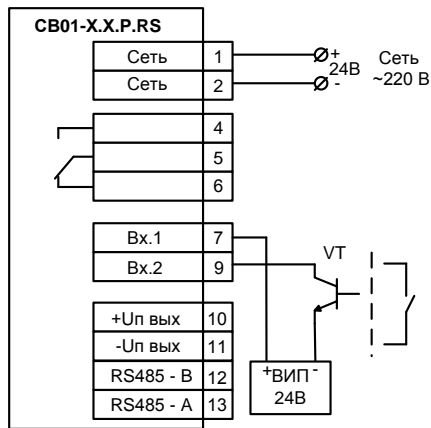 СВ01-Х.Х.Р.RS
Сеть 1
Сеть 2
+
24В
-
Сеть
~220 В
4
5
6
Вх.1 7
Вх.2 9
VT
+Uп вых 10
-Uп вых 11
RS485 - В 12
RS485 - А 13
+ВИП -
24В